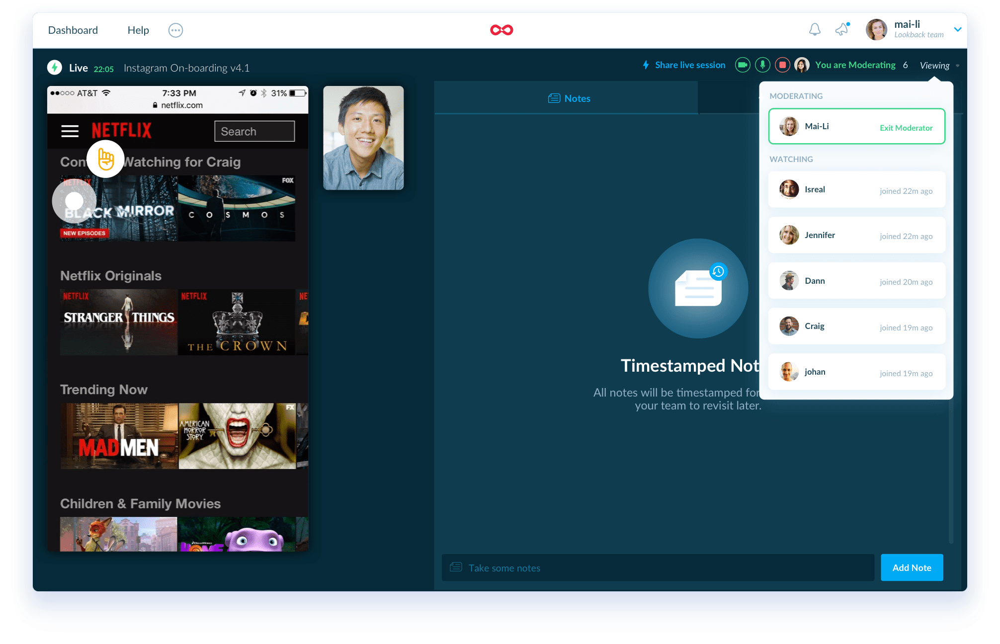 Dashboard
Help
mai-li
Lookback team
Live 22:05 Instagram On-boarding v4.1
Share live session
You are Moderating
6 Viewing
AT&T
7:33 PM
31%
netflix.com
NETFLIX
Search
Watching for Craig
NETFLIX
BLACK MIRROR
NEW EPISODES
FOX
COSMOS
Netflix Originals
NETFLIX
STRANGER THINGS
NETFLIX
THE CROWN
NE
Trending Now
MAD MEN
AMERICAN
HORROR
STORY
FX
Children & Family Movies
HOME
Notes
Timestamped Not
All notes will be timestamped for
your team to revisit later.
Take some notes
Add Note
MODERATING
Mai-Li
Exit Moderator
WATCHING
Isreal
joined 22m ago
Jennifer
joined 22m ago
Dann
joined 20m ago
Craig
joined 19m ago
johan
joined 19m ago